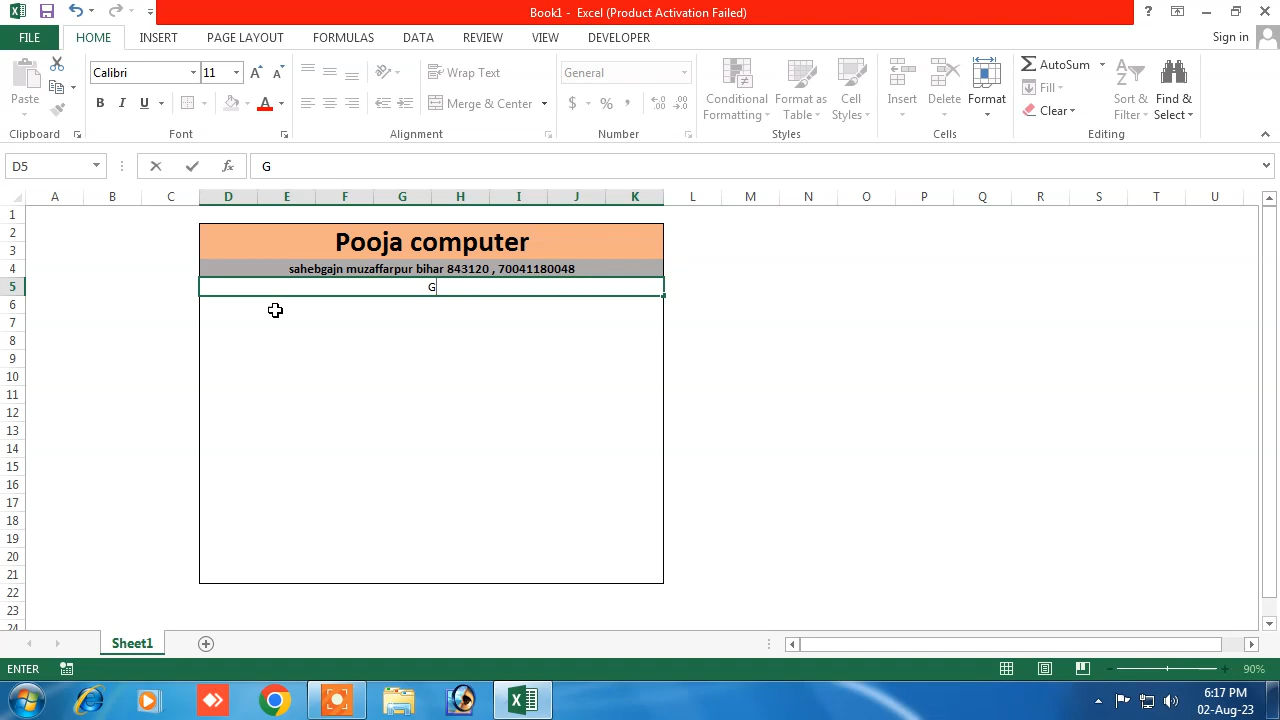 Book1 - Excel (Product Activation Failed)
FILE HOME INSERT PAGE LAYOUT FORMULAS DATA REVIEW VIEW DEVELOPER Sign in
Calibri 11 Wrap Text General AutoSum
Paste B I U Merge & Center $ % , Conditional Formatting Format as Table Cell Styles Insert Delete Format Fill Clear Sort & Filter Find & Select
Clipboard Font Alignment Number Styles Cells Editing
D5 fx G
A B C D E F G H I J K L M N O P Q R S T U
1
2 Pooja computer
3
4 sahebgajn muzaffarpur bihar 843120 , 70041180048
5 G
6
7
8
9
10
11
12
13
14
15
16
17
18
19
20
21
22
23
24
Sheet1
ENTER 90%
6:17 PM
02-Aug-23